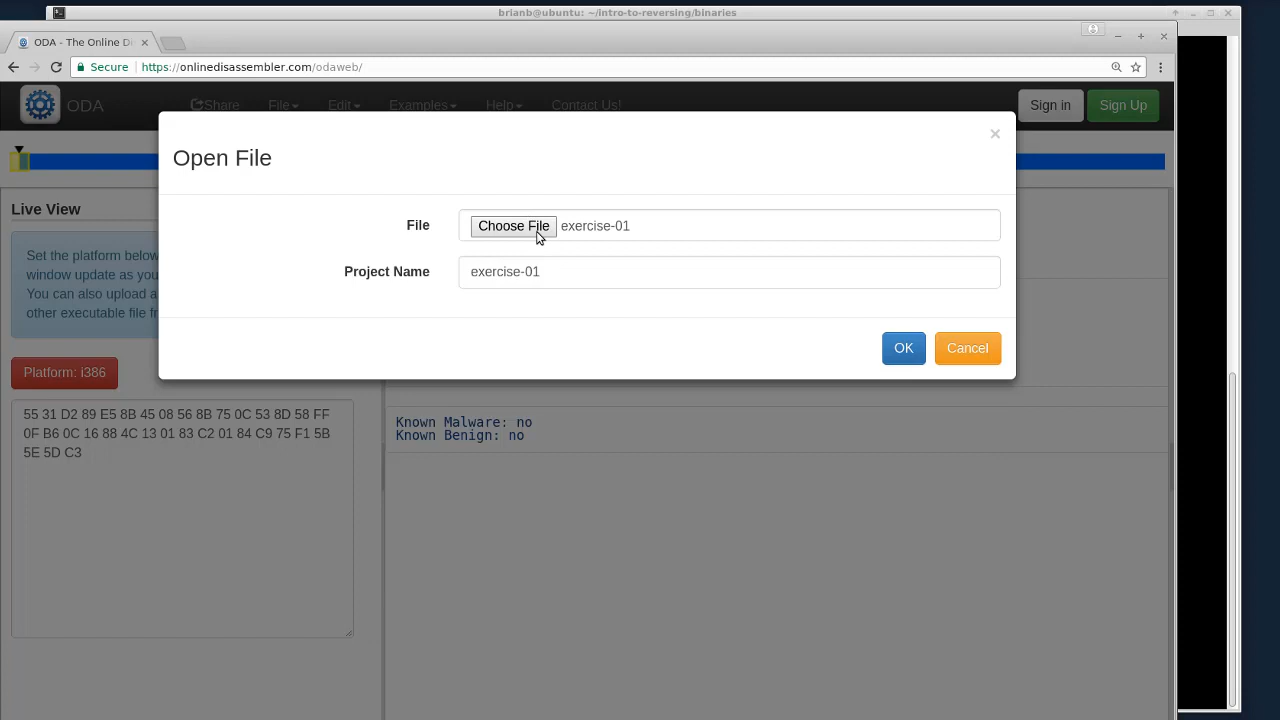 brianb@ubuntu: ~/intro-to-reversing/binaries
ODA - The Online Di
Secure https://onlinedisassembler.com/odaweb/
ODA Share File Edit Examples Help Contact Us! Sign in Sign Up
Open File
File Choose File exercise-01
Project Name exercise-01
OK Cancel
Live View
Set the platform below
window update as you
You can also upload a
other executable file fr
Platform: i386
55 31 D2 89 E5 8B 45 08 56 8B 75 0C 53 8D 58 FF
0F B6 0C 16 88 4C 13 01 83 C2 01 84 C9 75 F1 5B
5E 5D C3
Known Malware: no
Known Benign: no